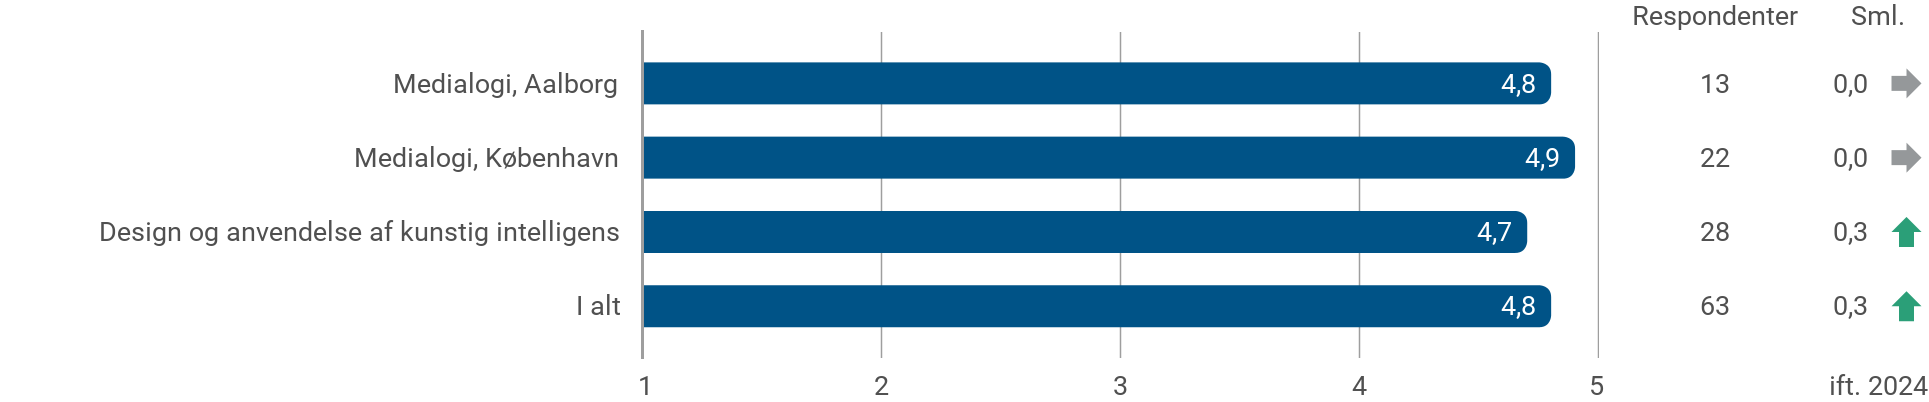 Respondenter Sml.
Medialogi, Aalborg 4,8 13 0,0
Medialogi, København 4,9 22 0,0
Design og anvendelse af kunstig intelligens 4,7 28 0,3
I alt 4,8 63 0,3
1 2 3 4 5 ift. 2024